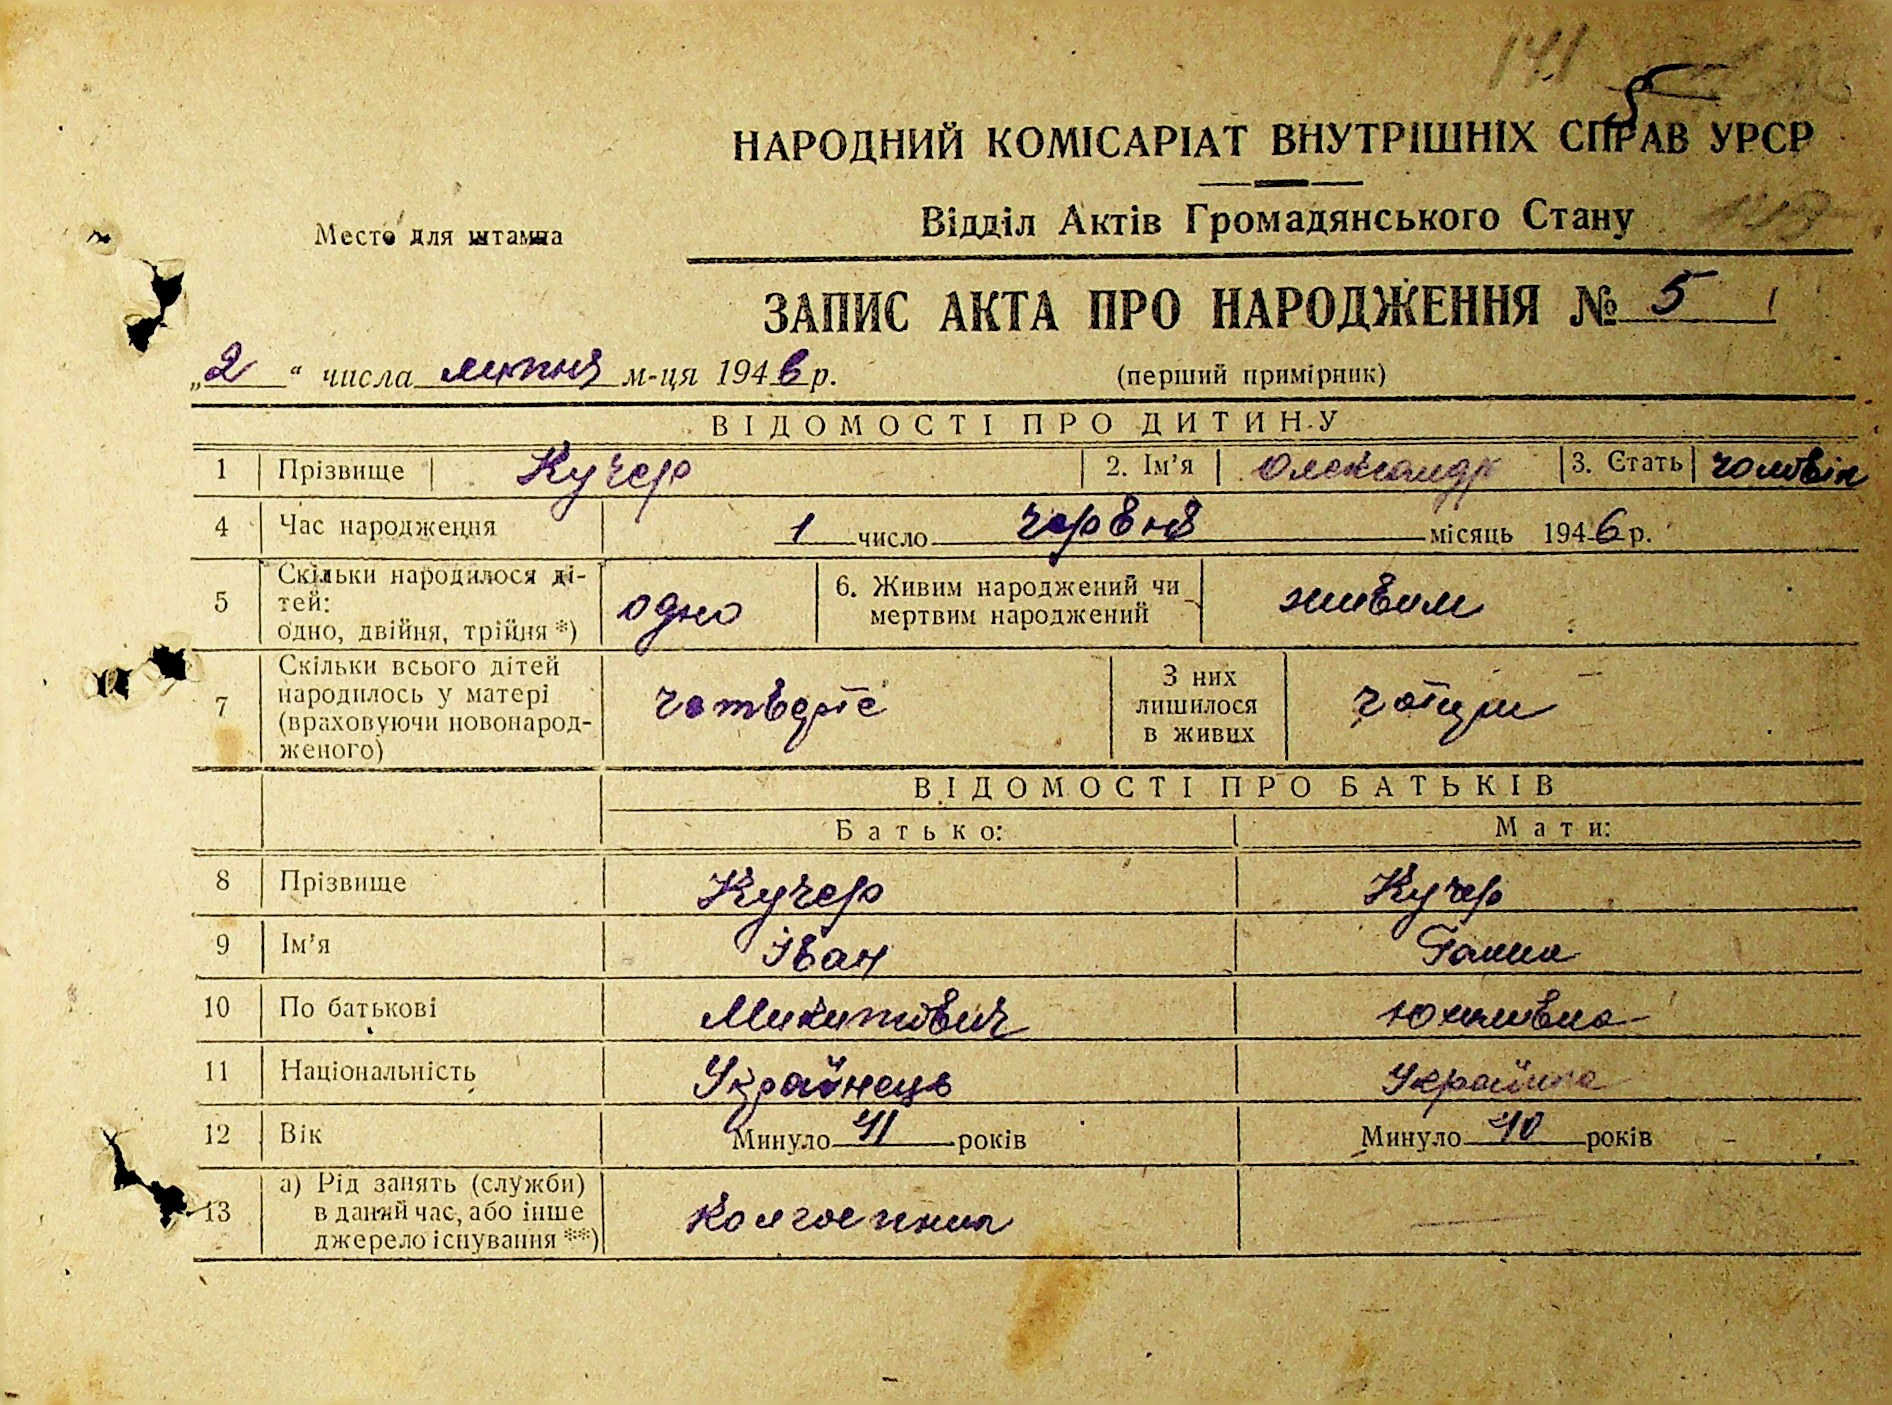 141
5
НАРОДНИЙ КОМІСАРІАТ ВНУТРІШНІХ СПРАВ УРСР
Место для штампа
Відділ Актів Громадянського Стану
ЗАПИС АКТА ПРО НАРОДЖЕННЯ № 5
„2“ числа липня м-ця 1946 р.
(перший примірник)
ВІДОМОСТІ ПРО ДИТИНУ
1 Прізвище Кучер 2. Ім'я Олександр 3. Стать чоловік
4 Час народження 1 число червня місяць 1946 р.
5 Скільки народилося ді-
тей:
одно, двійня, трійня *) одно
6. Живим народжений чи
мертвим народжений живим
7 Скільки всього дітей
народилось у матері
(враховуючи новонарод-
женого) четверте
З них
лишилося
в живих чотири
ВІДОМОСТІ ПРО БАТЬКІВ
Батько: Мати:
8 Прізвище Кучер Кучер
9 Ім'я Іван Ганна
10 По батькові Микитович Юхимівна
11 Національність Українець Українка
12 Вік Минуло 41 років Минуло 40 років
13 а) Рід занять (служби)
в даний час, або інше
джерело існування **) колгоспник —